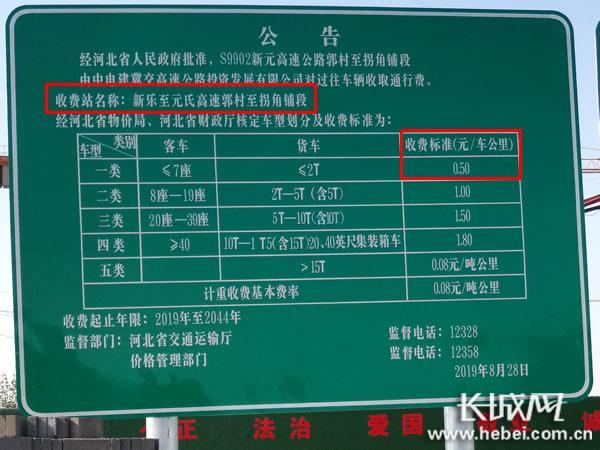 公告
经河北省人民政府批准，S9902新元高速公路郭村至拐角铺段
由中电建冀交高速公路投资发展有限公司对过往车辆收取通行费。
收费站名称：新乐至元氏高速郭村至拐角铺段
经河北省物价局、河北省财政厅核定车型划分及收费标准为：
车型 类别 客车 货车 收费标准(元/车公里)
一类 ≤7座 ≤2T 0.50
二类 8座—19座 2T—5T (含5T) 1.00
三类 20座—39座 5T—10T(含10T) 1.50
四类 ≥40 10T—1 T5(含15T)20、40英尺集装箱车 1.80
五类 >15T 0.08元/吨公里
计重收费基本费率 0.08元/吨公里
收费起止年限：2019年至2044年
监督部门：河北省交通运输厅 监督电话：12328
价格管理部门 监督电话：12358
2019年8月28日
正 法治 爱国 诚
长城网
www.hebei.com.cn